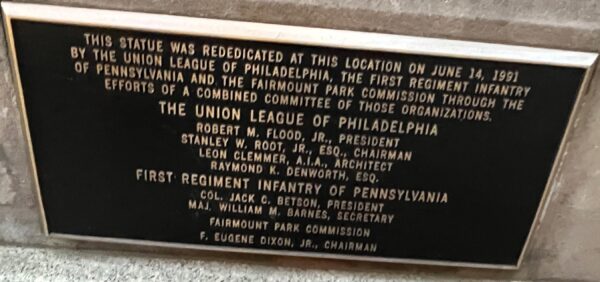 THIS STATUE WAS REDEDICATED AT THIS LOCATION ON JUNE 14, 1991
BY THE UNION LEAGUE OF PHILADELPHIA, THE FIRST REGIMENT INFANTRY
OF PENNSYLVANIA AND THE FAIRMOUNT PARK COMMISSION THROUGH THE
EFFORTS OF A COMBINED COMMITTEE OF THOSE ORGANIZATIONS.
THE UNION LEAGUE OF PHILADELPHIA
ROBERT M. FLOOD, JR., PRESIDENT
STANLEY W. ROOT, JR., ESQ., CHAIRMAN
LEON CLEMMER, A.I.A., ARCHITECT
RAYMOND K. DENWORTH, ESQ.
FIRST REGIMENT INFANTRY OF PENNSYLVANIA
COL. JACK C. BETSON, PRESIDENT
MAJ. WILLIAM M. BARNES, SECRETARY
FAIRMOUNT PARK COMMISSION
F. EUGENE DIXON, JR., CHAIRMAN